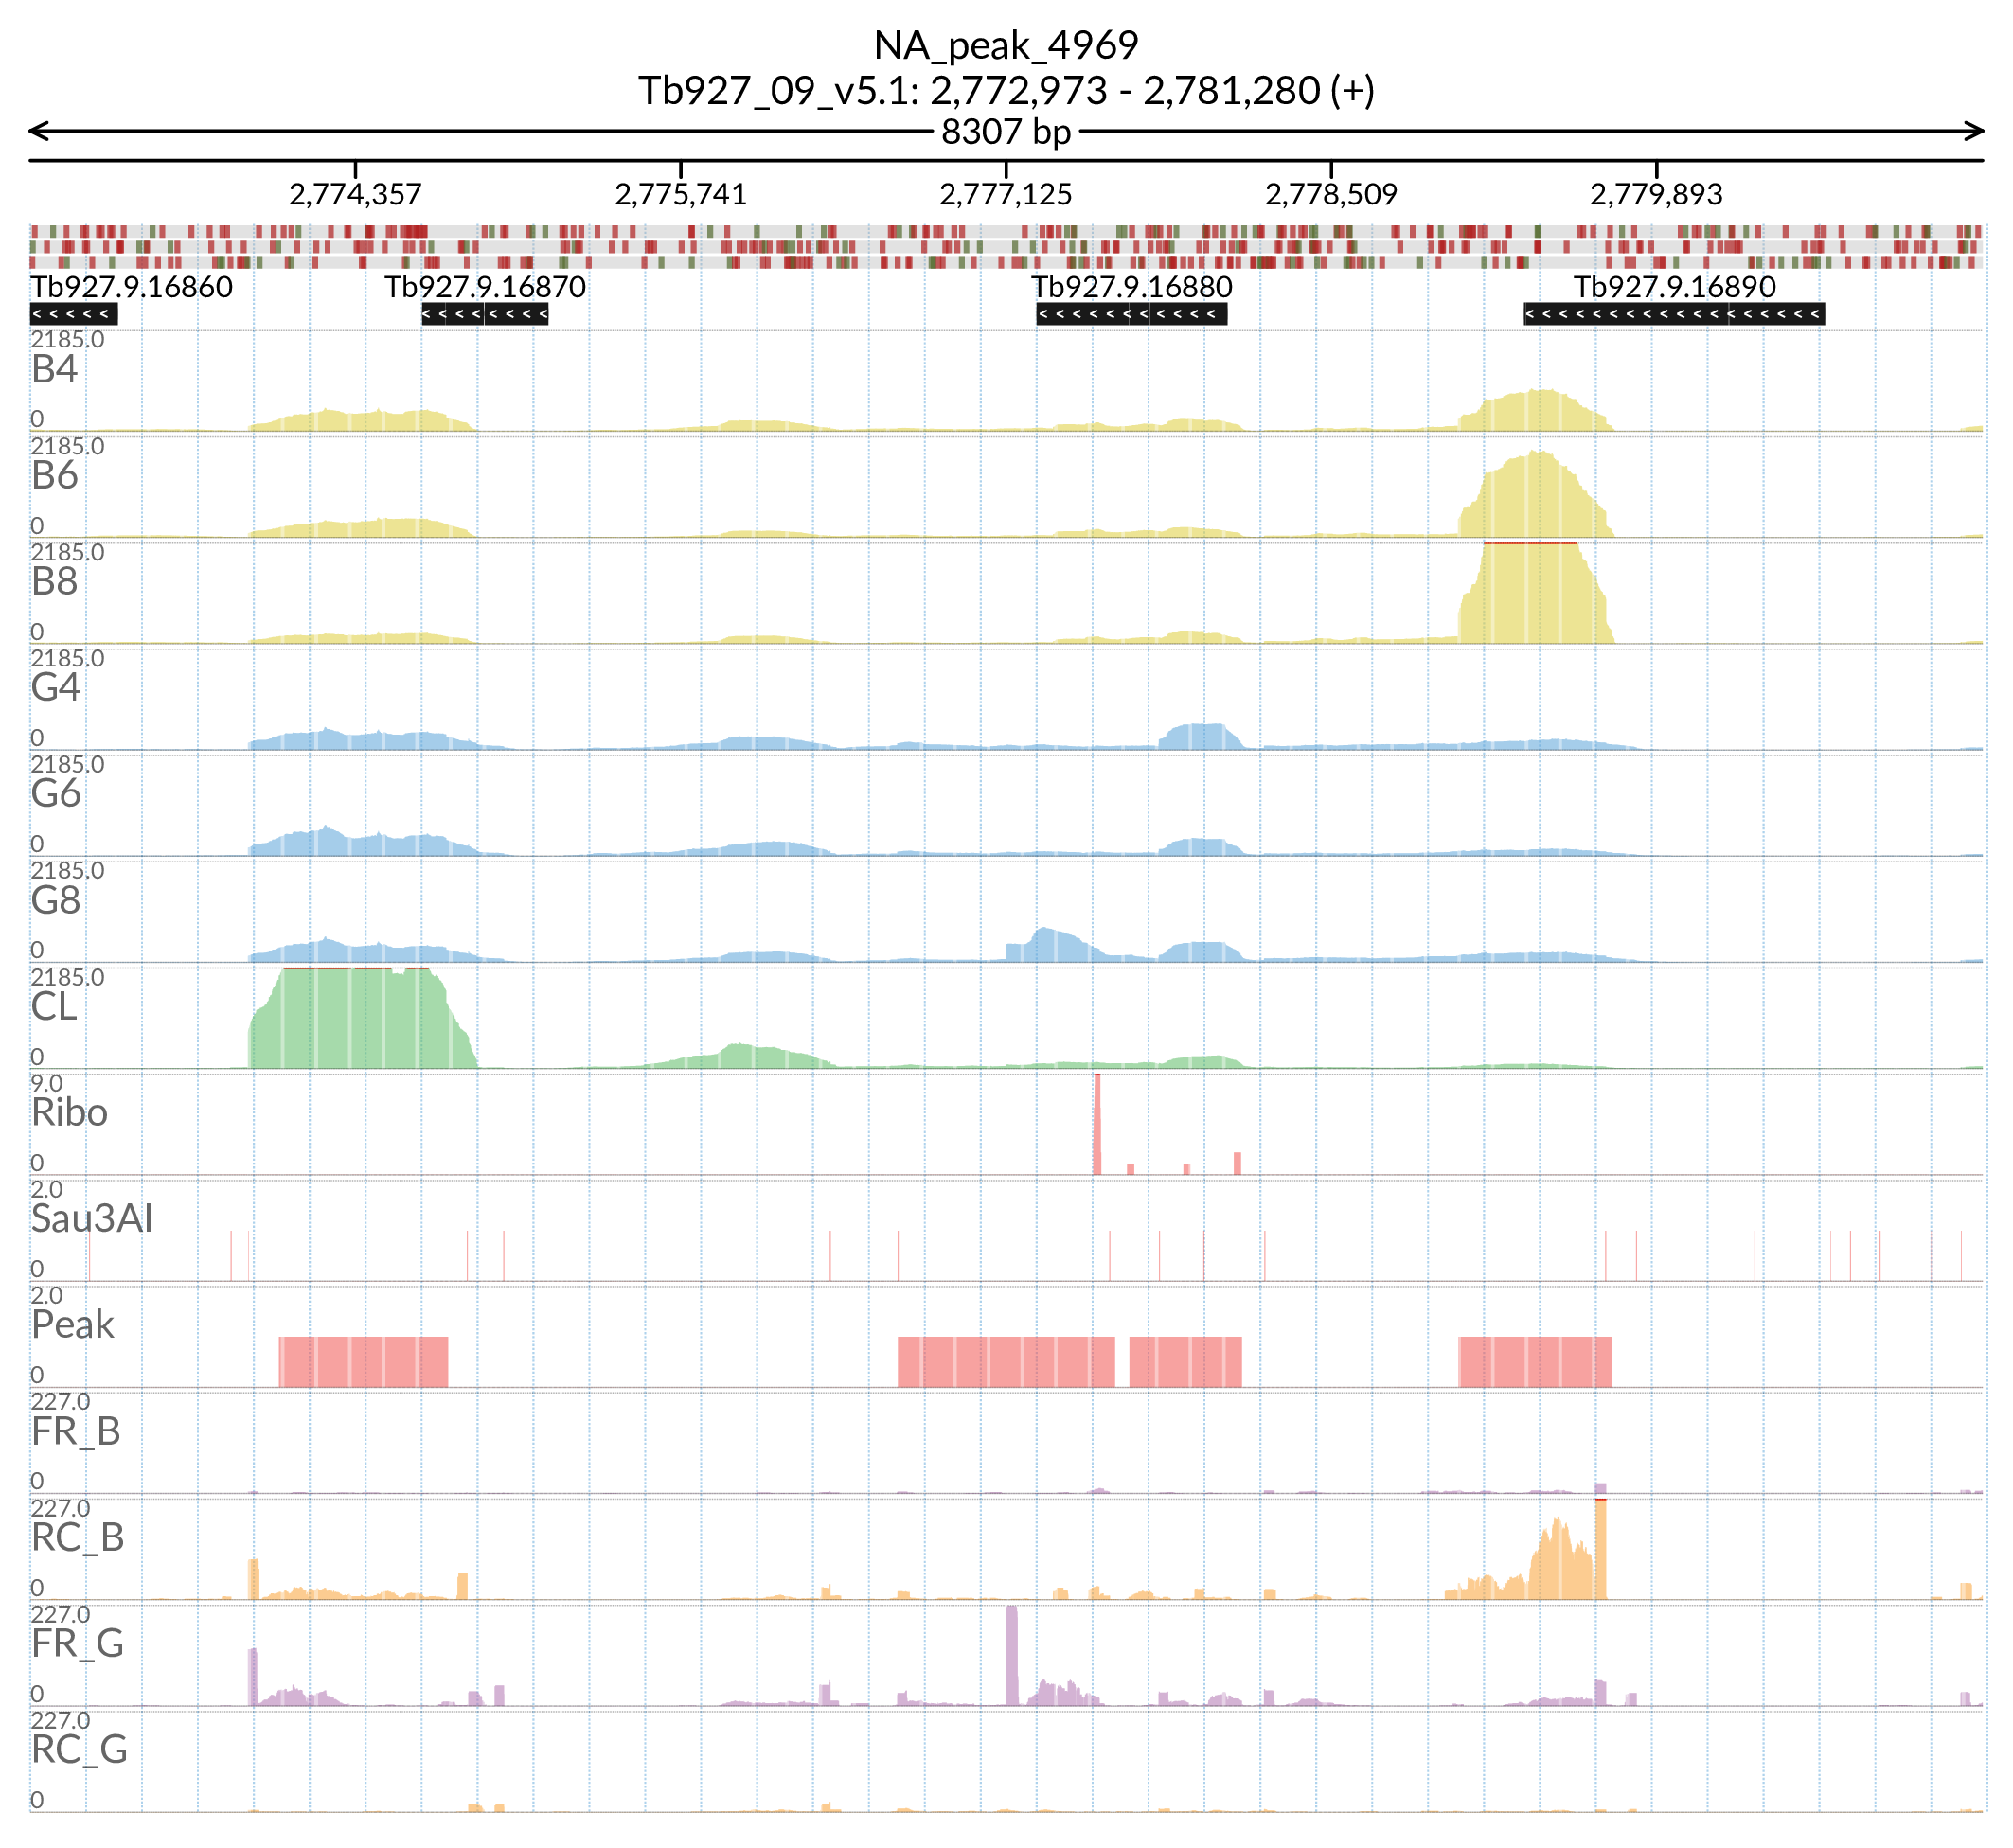 NA_peak_4969
Tb927_09_v5.1: 2,772,973 - 2,781,280 (+)
8307 bp
2,774,357 2,775,741 2,777,125 2,778,509 2,779,893
Tb927.9.16860 Tb927.9.16870 Tb927.9.16880 Tb927.9.16890
2185.0
B4
0
2185.0
B6
0
2185.0
B8
0
2185.0
G4
0
2185.0
G6
0
2185.0
G8
0
2185.0
CL
0
9.0
Ribo
0
2.0
Sau3AI
0
2.0
Peak
0
227.0
FR_B
0
227.0
RC_B
0
227.0
FR_G
0
227.0
RC_G
0